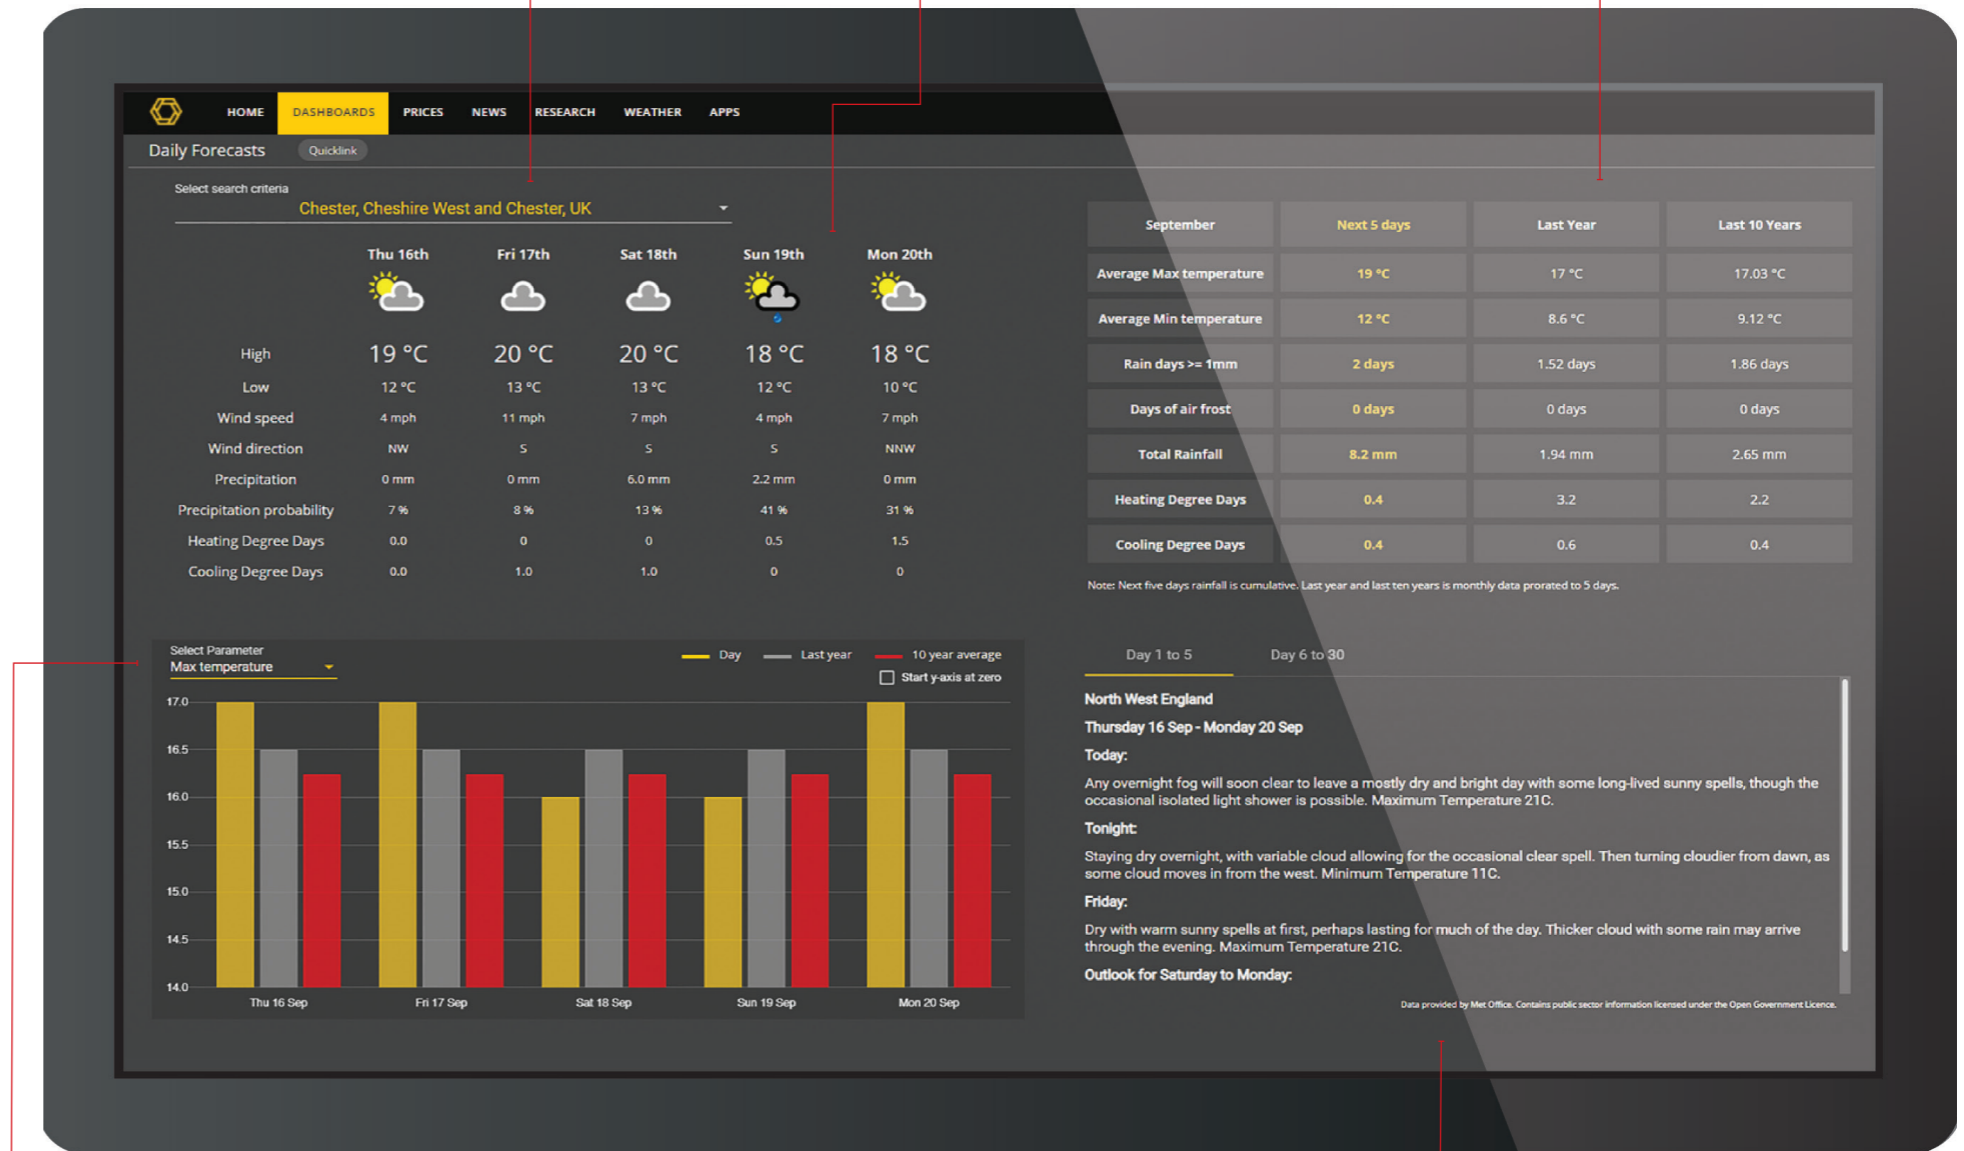 HOME DASHBOARDS PRICES NEWS RESEARCH WEATHER APPS
Daily Forecasts Quicklink
Select search criteria
Chester, Cheshire West and Chester, UK
Thu 16th Fri 17th Sat 18th Sun 19th Mon 20th
High 19 °C 20 °C 20 °C 18 °C 18 °C
Low 12 °C 13 °C 13 °C 12 °C 10 °C
Wind speed 4 mph 11 mph 7 mph 4 mph 7 mph
Wind direction NW S S S NNW
Precipitation 0 mm 0 mm 6.0 mm 2.2 mm 0 mm
Precipitation probability 7 % 8 % 13 % 41 % 31 %
Heating Degree Days 0.0 0 0 0.5 1.5
Cooling Degree Days 0.0 1.0 1.0 0 0
September Next 5 days Last Year Last 10 Years
Average Max temperature 19 °C 17 °C 17.03 °C
Average Min temperature 12 °C 8.6 °C 9.12 °C
Rain days >= 1mm 2 days 1.52 days 1.86 days
Days of air frost 0 days 0 days 0 days
Total Rainfall 8.2 mm 1.94 mm 2.65 mm
Heating Degree Days 0.4 3.2 2.2
Cooling Degree Days 0.4 0.6 0.4
Note: Next five days rainfall is cumulative. Last year and last ten years is monthly data prorated to 5 days.
Select Parameter
Max temperature
Day Last year 10 year average
Start y-axis at zero
17.0
16.5
16.0
15.5
15.0
14.5
14.0
Thu 16 Sep Fri 17 Sep Sat 18 Sep Sun 19 Sep Mon 20 Sep
Day 1 to 5 Day 6 to 30
North West England
Thursday 16 Sep - Monday 20 Sep
Today:
Any overnight fog will soon clear to leave a mostly dry and bright day with some long-lived sunny spells, though the
occasional isolated light shower is possible. Maximum Temperature 21C.
Tonight:
Staying dry overnight, with variable cloud allowing for the occasional clear spell. Then turning cloudier from dawn, as
some cloud moves in from the west. Minimum Temperature 11C.
Friday:
Dry with warm sunny spells at first, perhaps lasting for much of the day. Thicker cloud with some rain may arrive
through the evening. Maximum Temperature 21C.
Outlook for Saturday to Monday:
Data provided by Met Office. Contains public sector information licensed under the Open Government Licence.